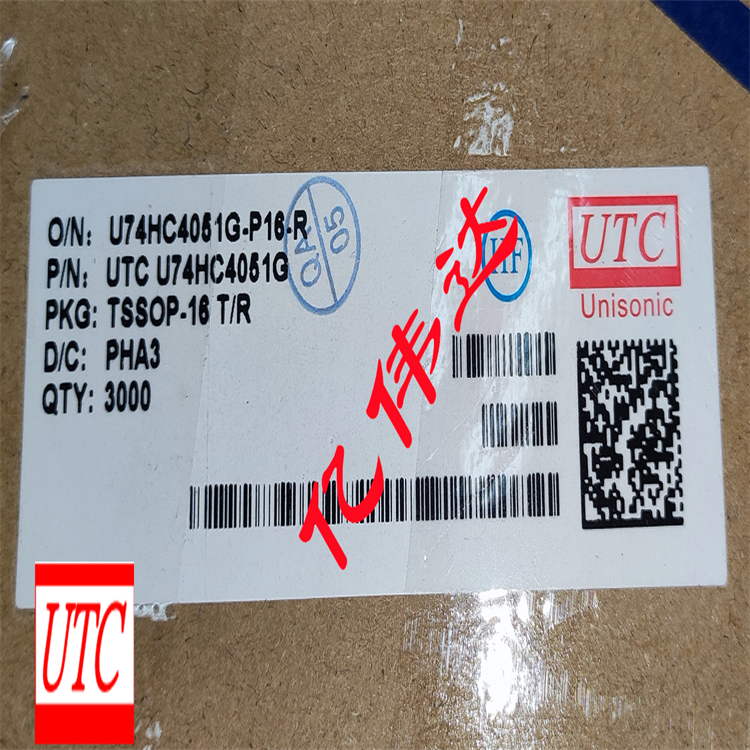 O/N: U74HC4051G-P16-R
P/N: UTC U74HC4051G
PKG: TSSOP-16 T/R
D/C: PHA3
QTY: 3000
QA
05
HF
UTC
Unisonic
亿伟达
UTC